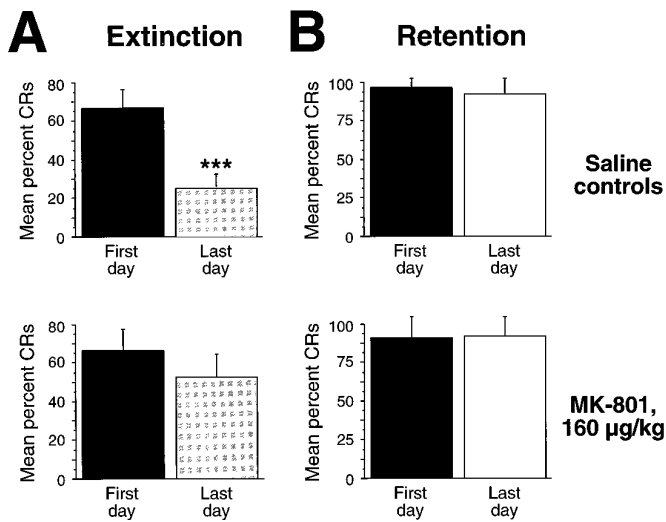 A Extinction
B Retention
Mean percent CRs
80
60
40
20
0
***
First day
Last day
Mean percent CRs
100
75
50
25
0
First day
Last day
Saline
controls
Mean percent CRs
80
60
40
20
0
First day
Last day
Mean percent CRs
100
75
50
25
0
First day
Last day
MK-801,
160 µg/kg